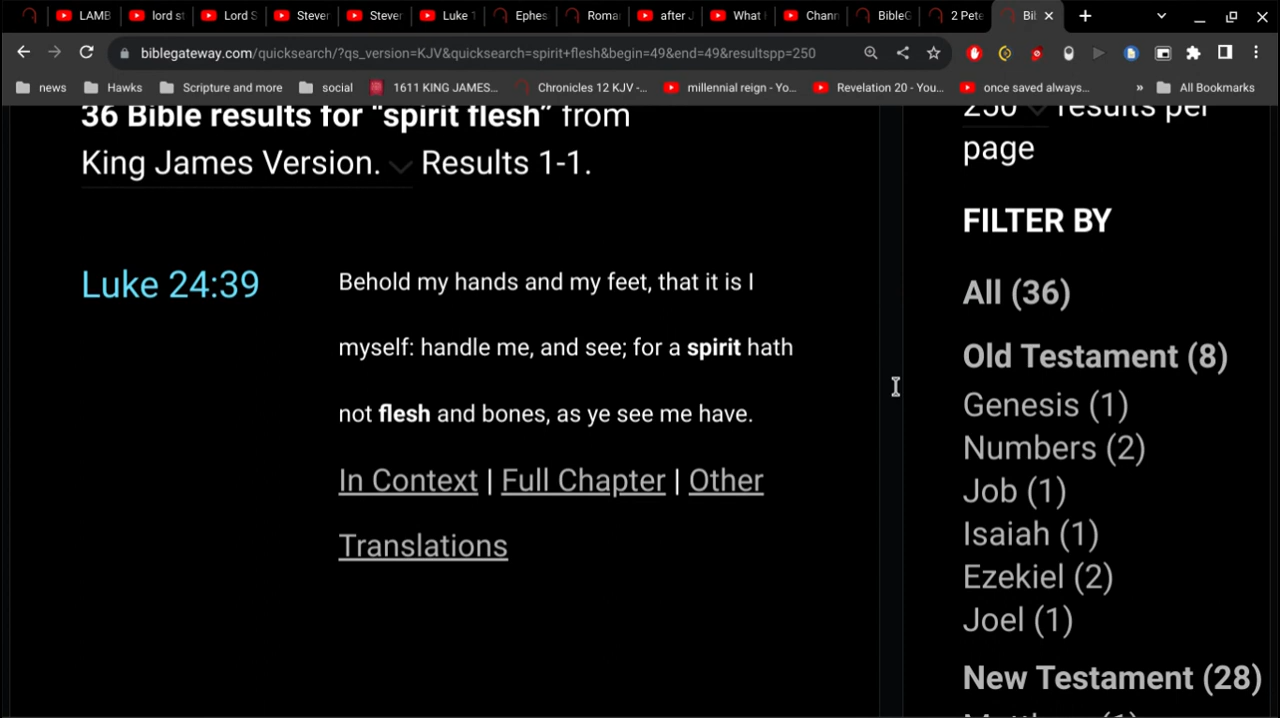 LAMB
lord st
Lord S
Steven
Steven
Luke 1
Ephes
Roma
after J
What H
Chann
BibleG
2 Pete
Bil
biblegateway.com/quicksearch/?qs_version=KJV&quicksearch=spirit+flesh&begin=49&end=49&resultspp=250
news
Hawks
Scripture and more
social
1611 KING JAMES...
Chronicles 12 KJV -...
millennial reign - Yo...
Revelation 20 - You...
once saved always...
»
All Bookmarks
36 Bible results for “spirit flesh” from
King James Version. Results 1-1.
Luke 24:39
Behold my hands and my feet, that it is I
myself: handle me, and see; for a spirit hath
not flesh and bones, as ye see me have.
In Context | Full Chapter | Other
Translations
250 results per
page
FILTER BY
All (36)
Old Testament (8)
Genesis (1)
Numbers (2)
Job (1)
Isaiah (1)
Ezekiel (2)
Joel (1)
New Testament (28)